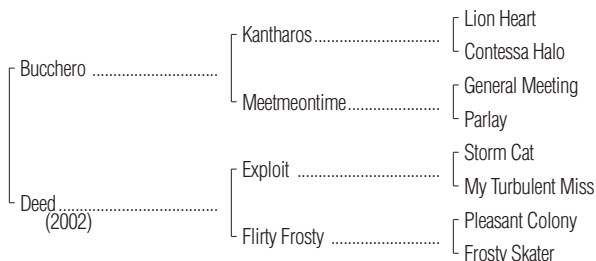 Lion Heart
Kantharos
Contessa Halo
Bucchero
General Meeting
Meetmeontime
Parlay
Storm Cat
Exploit
My Turbulent Miss
Deed
(2002)
Pleasant Colony
Flirty Frosty
Frosty Skater